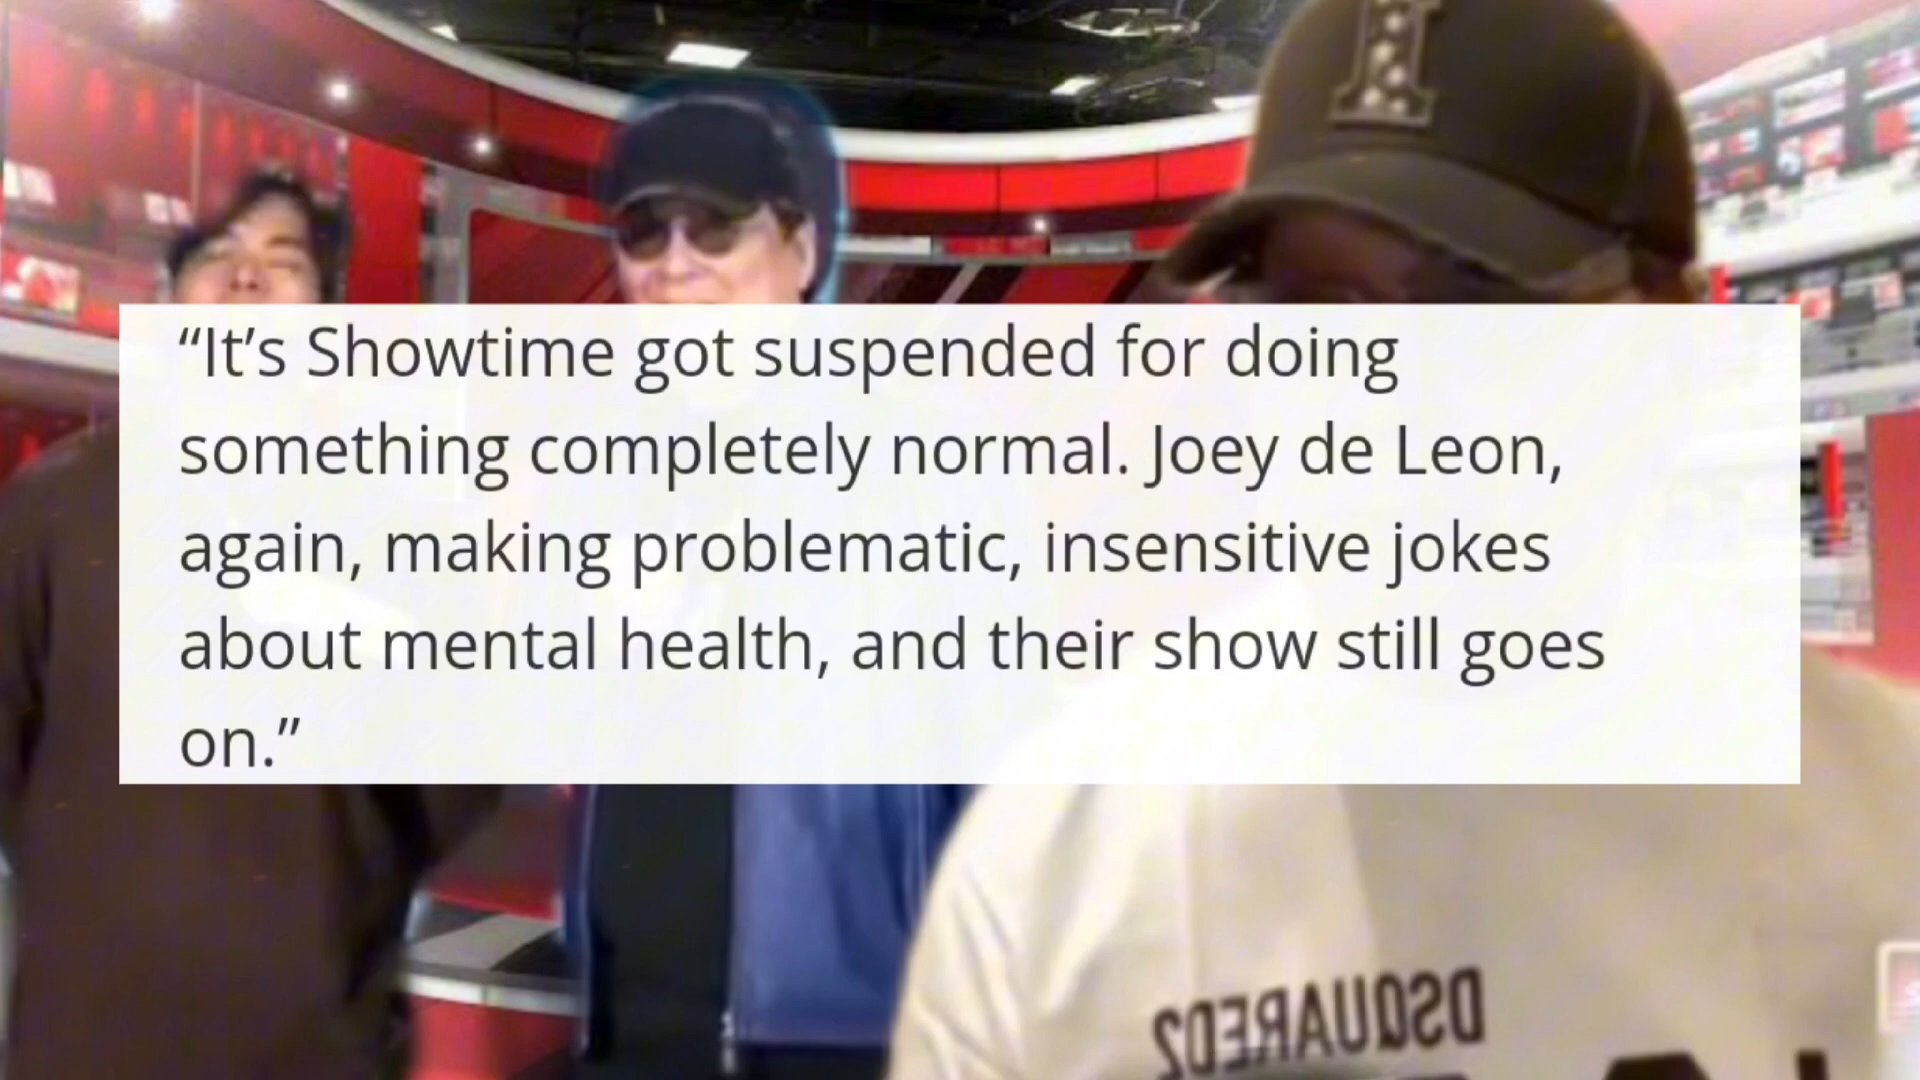 “It’s Showtime got suspended for doing
something completely normal. Joey de Leon,
again, making problematic, insensitive jokes
about mental health, and their show still goes
on.”
DSQUARED2